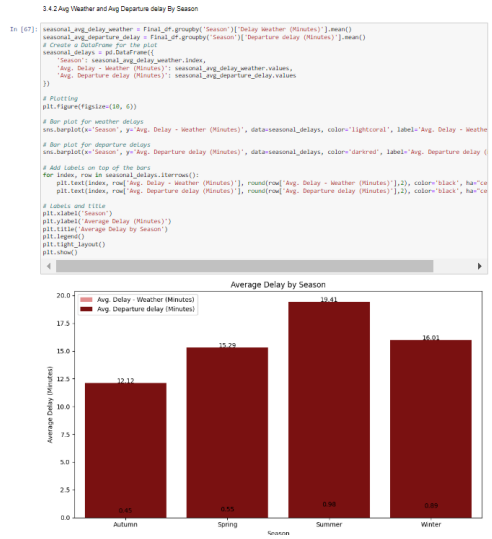 3.4.2 Avg Weather and Avg Departure delay By Season
In [67]:
seasonal_avg_delay_weather = final_df.groupby('Season')['Delay Weather (Minutes)'].mean()
seasonal_avg_departure_delay = final_df.groupby('Season')['Departure delay (Minutes)'].mean()
# Create a DataFrame for the plot
seasonal_delays = pd.DataFrame({
'Season': seasonal_avg_delay_weather.index,
'Avg. Delay - Weather (Minutes)': seasonal_avg_delay_weather.values,
'Avg. Departure delay (Minutes)': seasonal_avg_departure_delay.values
})
# Plotting
plt.figure(figsize=(10, 6))
# Bar plot for weather delays
sns.barplot(x='Season', y='Avg. Delay - Weather (Minutes)', data=seasonal_delays, color='lightcoral', label='Avg. Delay - Weathe
# Bar plot for departure delays
sns.barplot(x='Season', y='Avg. Departure delay (Minutes)', data=seasonal_delays, color='darkred', label='Avg. Departure delay (
# Add labels on top of the bars
for index, row in seasonal_delays.iterrows():
plt.text(index, row['Avg. Delay - Weather (Minutes)'], round(row['Avg. Delay - Weather (Minutes)'],2), color='black', ha="ce
plt.text(index, row['Avg. Departure delay (Minutes)'], round(row['Avg. Departure delay (Minutes)'],2), color='black', ha="ce
# Labels and title
plt.xlabel('Season')
plt.ylabel('Average Delay (Minutes)')
plt.title('Average Delay by Season')
plt.legend()
plt.tight_layout()
plt.show()
Average Delay by Season
Avg. Delay - Weather (Minutes)
Avg. Departure delay (Minutes)
Average Delay (Minutes)
20.0
17.5
15.0
12.5
10.0
7.5
5.0
2.5
0.0
12.12
15.29
19.41
16.01
0.45
0.55
0.98
Autumn
Spring
Summer
Winter
Season